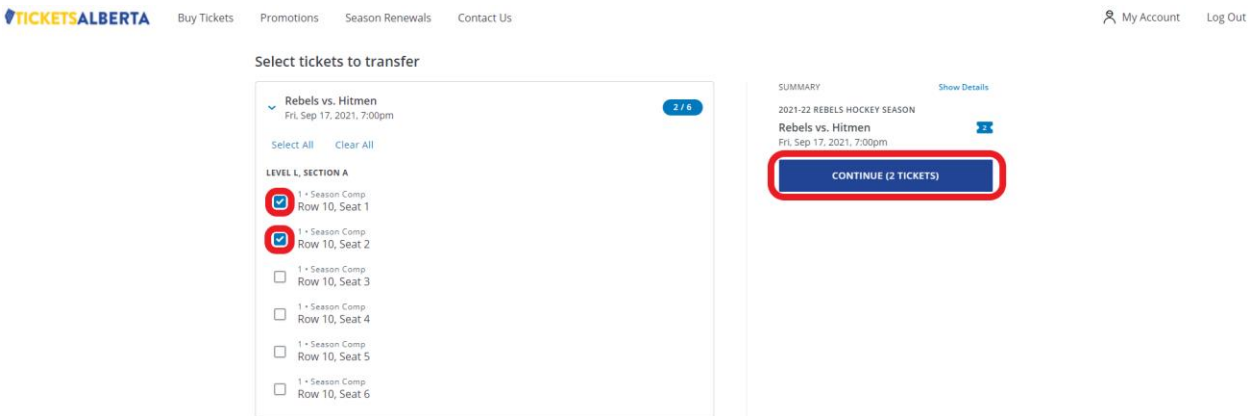 TICKETSALBERTA Buy Tickets Promotions Season Renewals Contact Us My Account Log Out
Select tickets to transfer
Rebels vs. Hitmen
Fri, Sep 17, 2021, 7:00pm
2 / 6
Select All Clear All
LEVEL L, SECTION A
1 • Season Comp
Row 10, Seat 1
1 • Season Comp
Row 10, Seat 2
1 • Season Comp
Row 10, Seat 3
1 • Season Comp
Row 10, Seat 4
1 • Season Comp
Row 10, Seat 5
1 • Season Comp
Row 10, Seat 6
SUMMARY Show Details
2021-22 REBELS HOCKEY SEASON
Rebels vs. Hitmen 2
Fri, Sep 17, 2021, 7:00pm
CONTINUE (2 TICKETS)